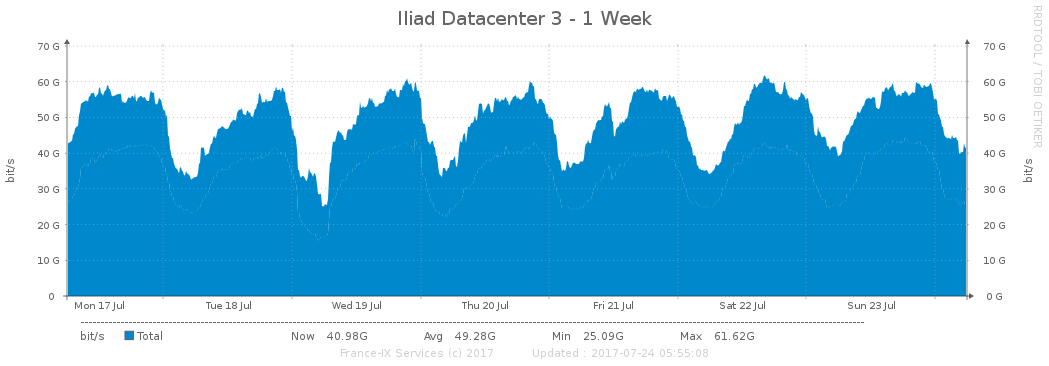 Iliad Datacenter 3 - 1 Week
RRDTOOL / TOBI OETIKER
bit/s
70 G 70 G
60 G 60 G
50 G 50 G
40 G 40 G
30 G 30 G
20 G 20 G
10 G 10 G
0 0 G
bit/s
Mon 17 Jul Tue 18 Jul Wed 19 Jul Thu 20 Jul Fri 21 Jul Sat 22 Jul Sun 23 Jul
bit/s Total Now 40.98G Avg 49.28G Min 25.09G Max 61.62G
France-IX Services (c) 2017 Updated : 2017-07-24 05:55:08